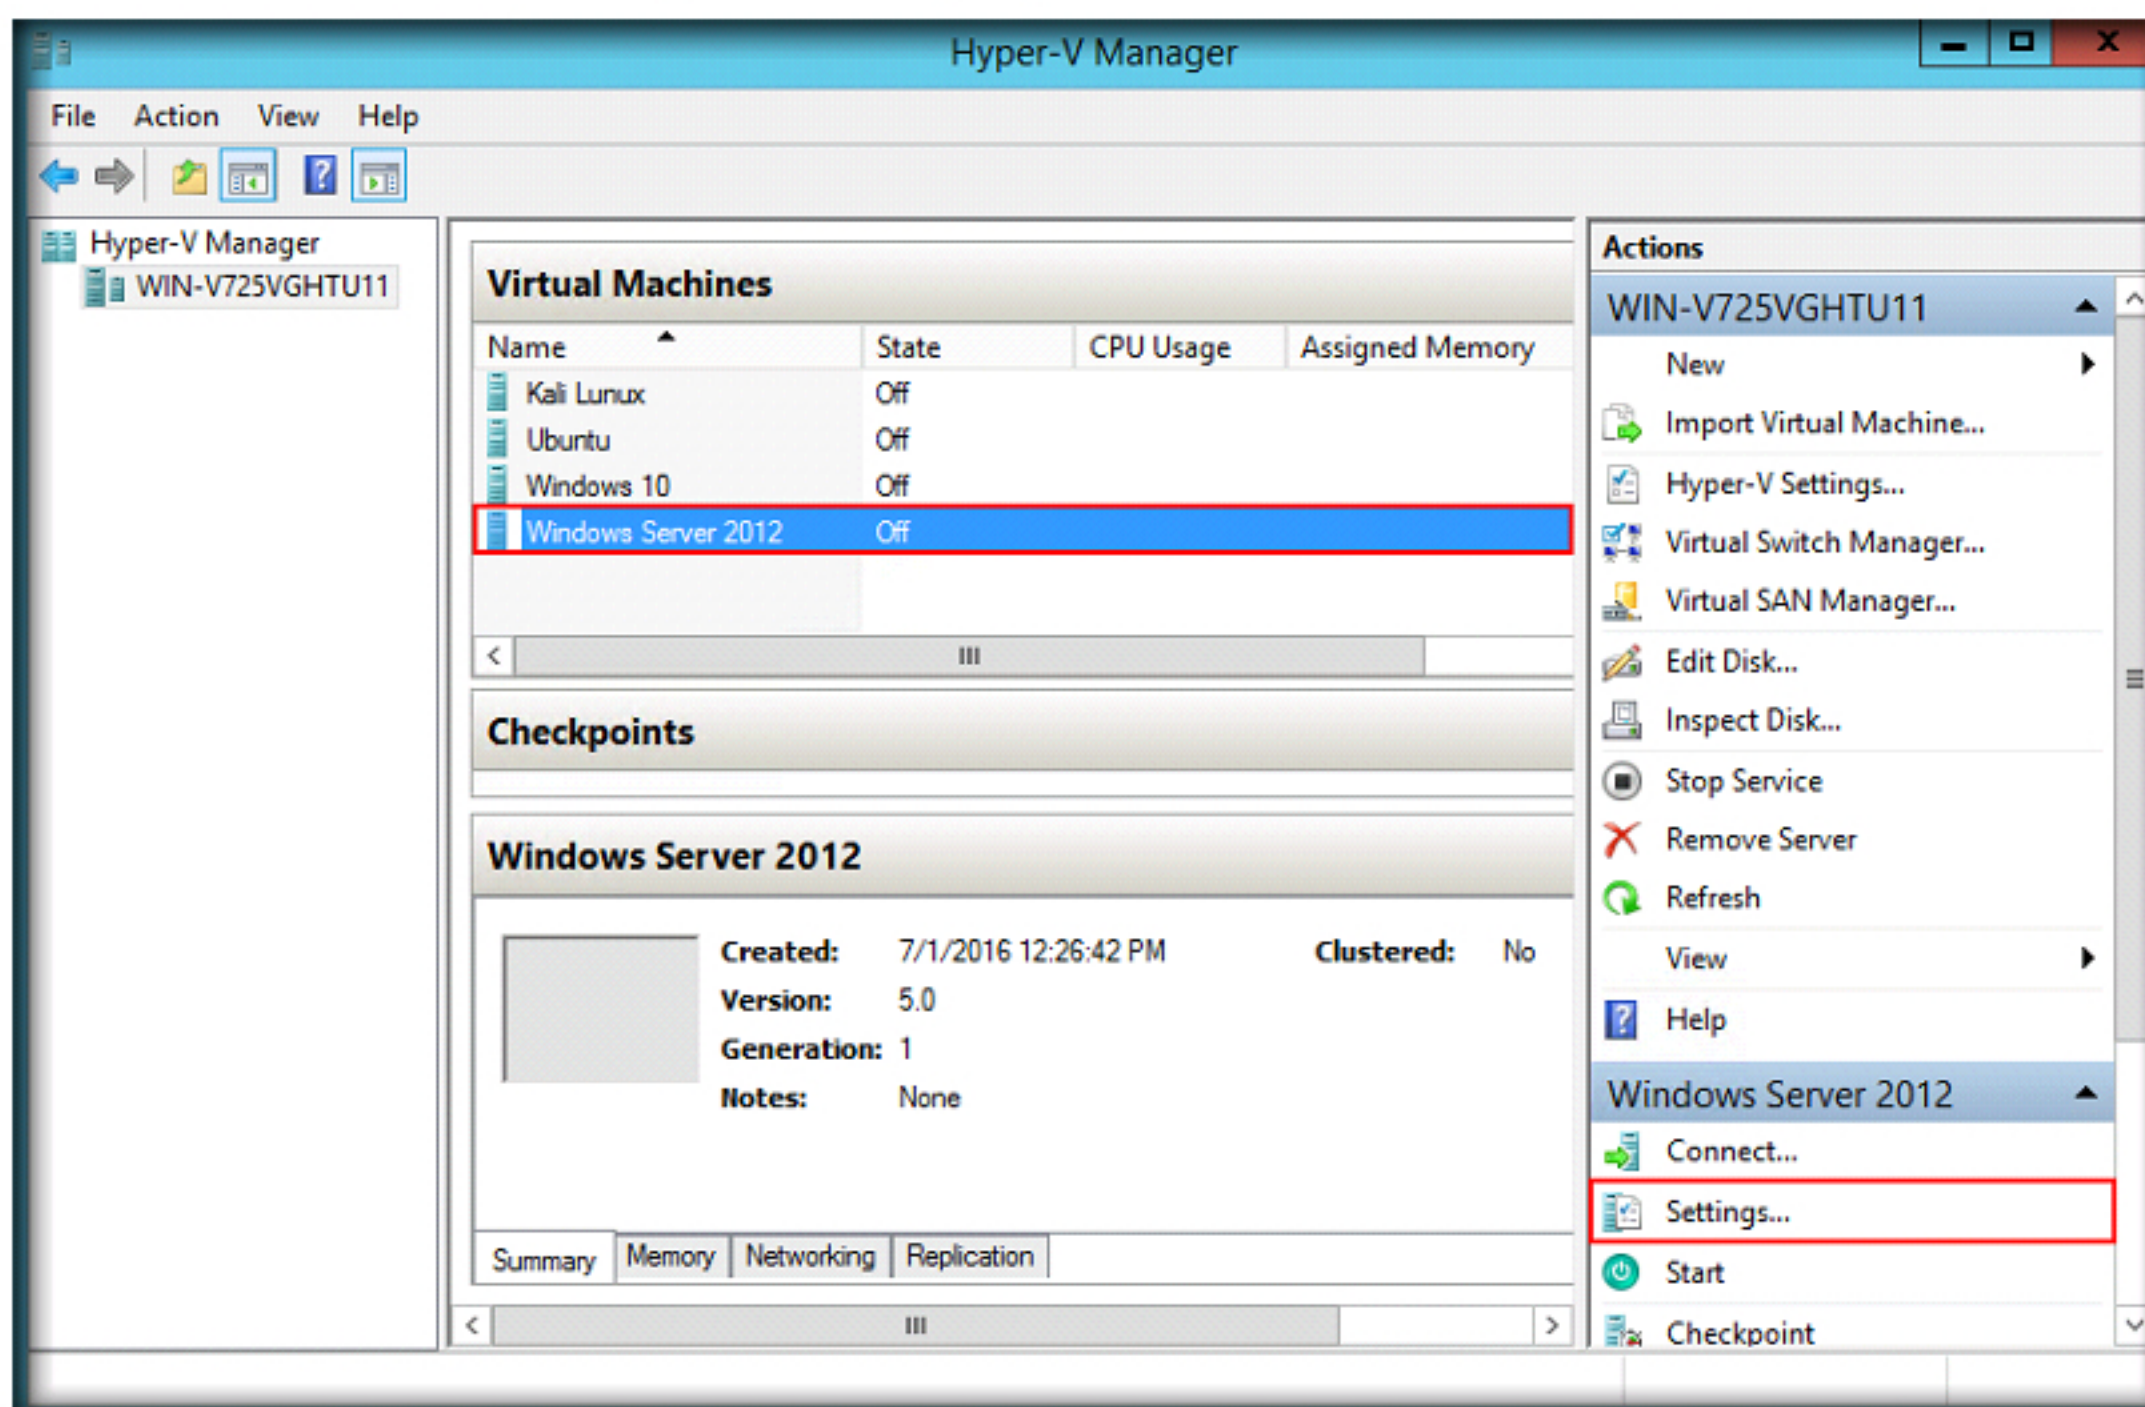 Hyper-V Manager
File Action View Help
Hyper-V Manager
WIN-V725VGHTU11
Virtual Machines
Name State CPU Usage Assigned Memory
Kali Lunux Off
Ubuntu Off
Windows 10 Off
Windows Server 2012 Off
Checkpoints
Windows Server 2012
Created: 7/1/2016 12:26:42 PM Clustered: No
Version: 5.0
Generation: 1
Notes: None
Summary Memory Networking Replication
Actions
WIN-V725VGHTU11
New
Import Virtual Machine...
Hyper-V Settings...
Virtual Switch Manager...
Virtual SAN Manager...
Edit Disk...
Inspect Disk...
Stop Service
Remove Server
Refresh
View
Help
Windows Server 2012
Connect...
Settings...
Start
Checkpoint